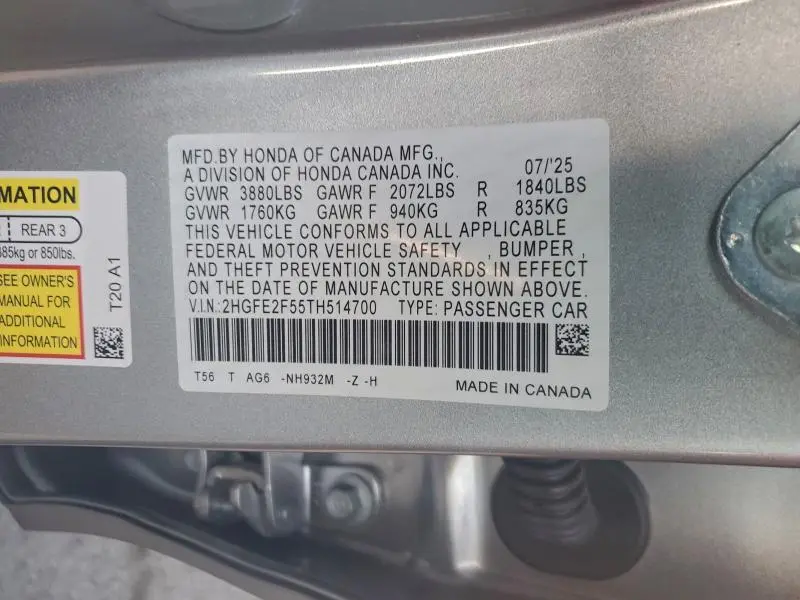 MATION
REAR 3
385kg or 850lbs.
SEE OWNER'S
MANUAL FOR
ADDITIONAL
INFORMATION
T20 A1
MFD.BY HONDA OF CANADA MFG.,
A DIVISION OF HONDA CANADA INC. 07/'25
GVWR 3880LBS GAWR F 2072LBS R 1840LBS
GVWR 1760KG GAWR F 940KG R 835KG
THIS VEHICLE CONFORMS TO ALL APPLICABLE
FEDERAL MOTOR VEHICLE SAFETY , BUMPER ,
AND THEFT PREVENTION STANDARDS IN EFFECT
ON THE DATE OF MANUFACTURE SHOWN ABOVE.
V.I.N.:2HGFE2F55TH514700 TYPE: PASSENGER CAR
T56 T AG6 -NH932M -Z -H
MADE IN CANADA